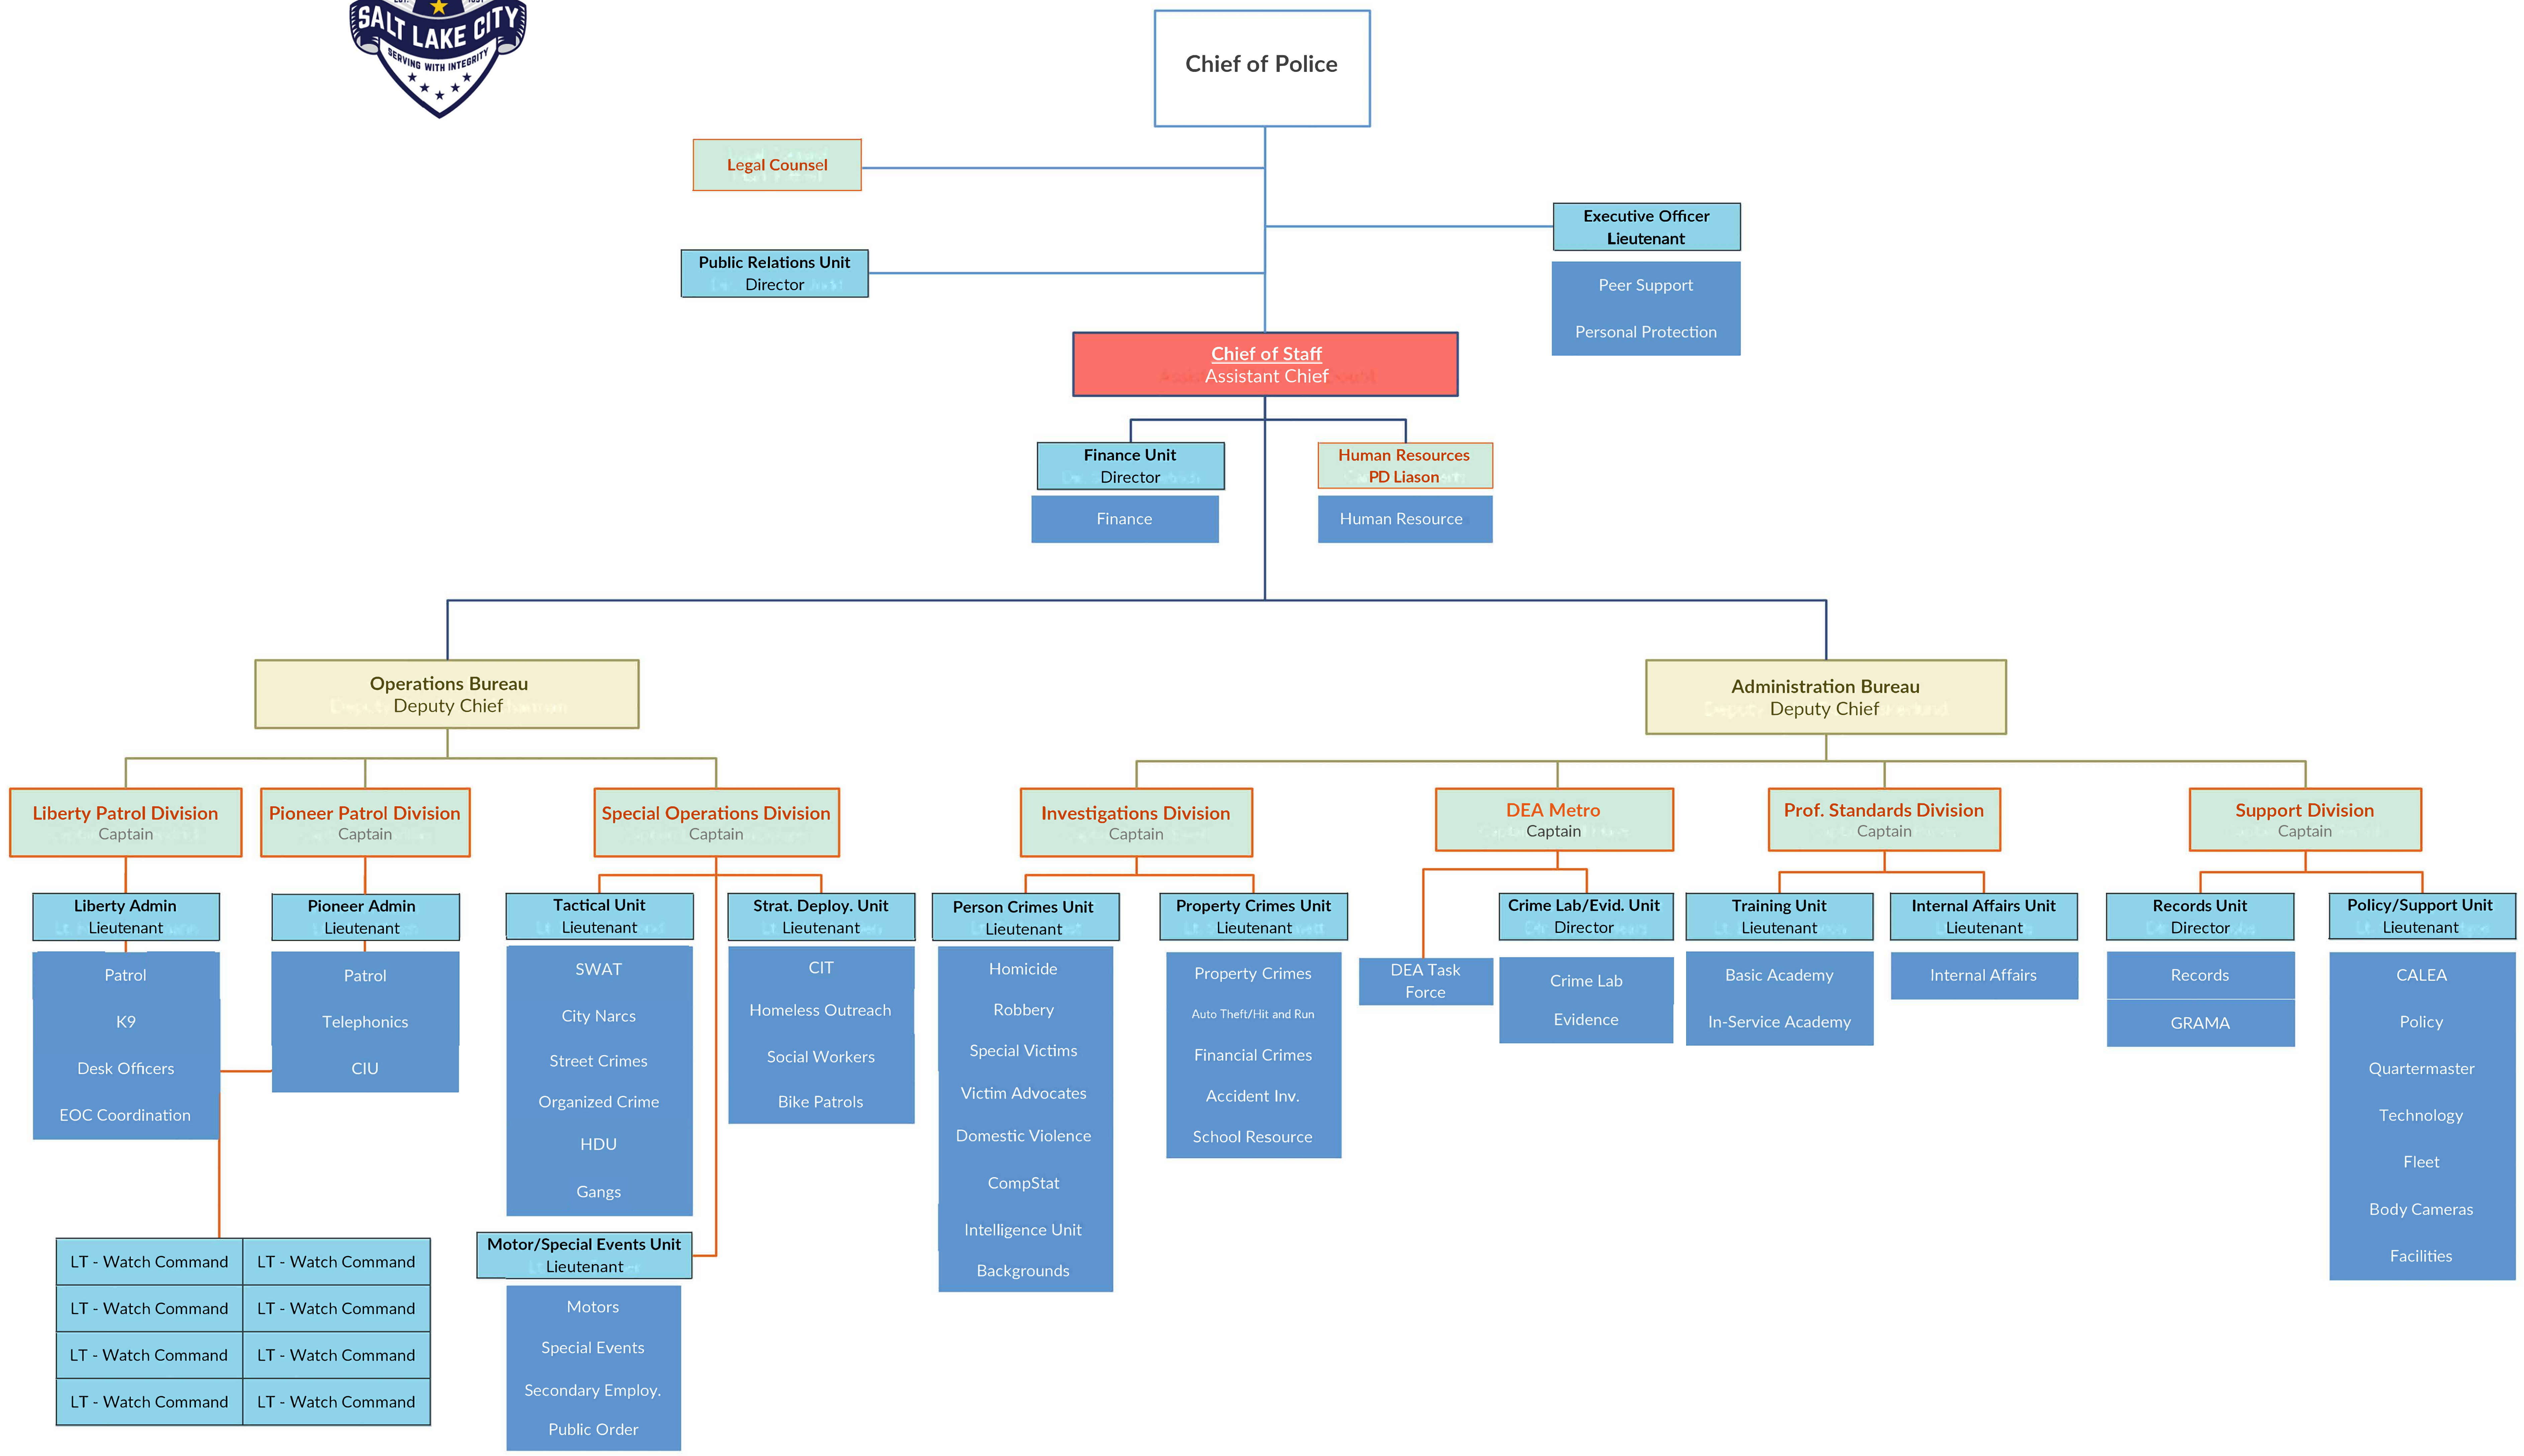 SALT LAKE CITY
SERVING WITH INTEGRITY
Chief of Police
Legal Counsel
Executive Officer
Lieutenant
Public Relations Unit
Director
Peer Support
Personal Protection
Chief of Staff
Assistant Chief
Finance Unit
Director
Human Resources
PD Liason
Finance
Human Resource
Operations Bureau
Deputy Chief
Administration Bureau
Deputy Chief
Liberty Patrol Division
Captain
Pioneer Patrol Division
Captain
Special Operations Division
Captain
Investigations Division
Captain
DEA Metro
Captain
Prof. Standards Division
Captain
Support Division
Captain
Liberty Admin
Lieutenant
Patrol
K9
Desk Officers
EOC Coordination
Pioneer Admin
Lieutenant
Patrol
Telephonics
CIU
LT - Watch Command
LT - Watch Command
LT - Watch Command
LT - Watch Command
LT - Watch Command
LT - Watch Command
LT - Watch Command
LT - Watch Command
Tactical Unit
Lieutenant
SWAT
City Narcs
Street Crimes
Organized Crime
HDU
Gangs
Strat. Deploy. Unit
Lieutenant
CIT
Homeless Outreach
Social Workers
Bike Patrols
Motor/Special Events Unit
Lieutenant
Motors
Special Events
Secondary Employ.
Public Order
Person Crimes Unit
Lieutenant
Homicide
Robbery
Special Victims
Victim Advocates
Domestic Violence
CompStat
Intelligence Unit
Backgrounds
Property Crimes Unit
Lieutenant
Property Crimes
Auto Theft/Hit and Run
Financial Crimes
Accident Inv.
School Resource
DEA Task
Force
Crime Lab/Evid. Unit
Director
Crime Lab
Evidence
Training Unit
Lieutenant
Basic Academy
In-Service Academy
Internal Affairs Unit
Lieutenant
Internal Affairs
Records Unit
Director
Records
GRAMA
Policy/Support Unit
Lieutenant
CALEA
Policy
Quartermaster
Technology
Fleet
Body Cameras
Facilities